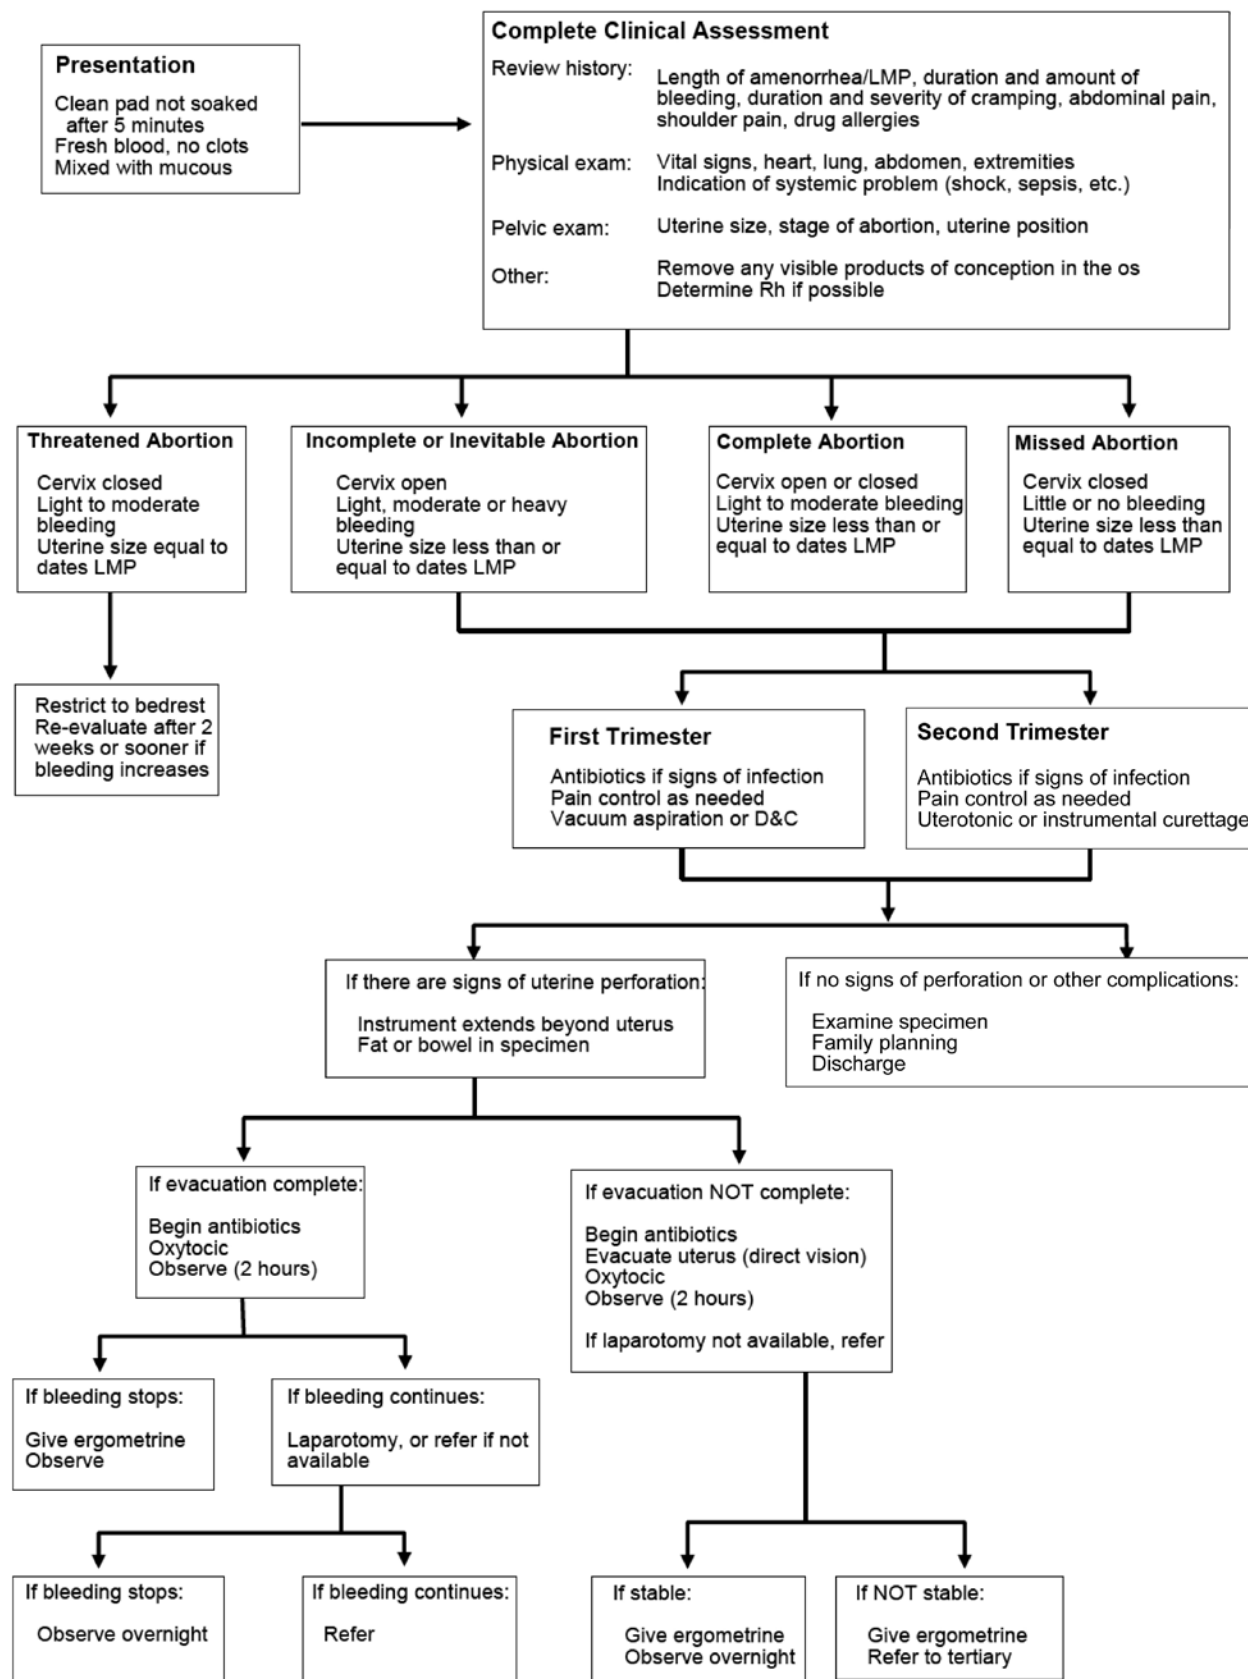 Presentation
Clean pad not soaked
after 5 minutes
Fresh blood, no clots
Mixed with mucous
Complete Clinical Assessment
Review history: Length of amenorrhea/LMP, duration and amount of
bleeding, duration and severity of cramping, abdominal pain,
shoulder pain, drug allergies
Physical exam: Vital signs, heart, lung, abdomen, extremities
Indication of systemic problem (shock, sepsis, etc.)
Pelvic exam: Uterine size, stage of abortion, uterine position
Other: Remove any visible products of conception in the os
Determine Rh if possible
Threatened Abortion
Cervix closed
Light to moderate
bleeding
Uterine size equal to
dates LMP
Incomplete or Inevitable Abortion
Cervix open
Light, moderate or heavy
bleeding
Uterine size less than or
equal to dates LMP
Complete Abortion
Cervix open or closed
Light to moderate bleeding
Uterine size less than or
equal to dates LMP
Missed Abortion
Cervix closed
Little or no bleeding
Uterine size less than
equal to dates LMP
Restrict to bedrest
Re-evaluate after 2
weeks or sooner if
bleeding increases
First Trimester
Antibiotics if signs of infection
Pain control as needed
Vacuum aspiration or D&C
Second Trimester
Antibiotics if signs of infection
Pain control as needed
Uterotonic or instrumental curettage
If there are signs of uterine perforation:
Instrument extends beyond uterus
Fat or bowel in specimen
If no signs of perforation or other complications:
Examine specimen
Family planning
Discharge
If evacuation complete:
Begin antibiotics
Oxytocic
Observe (2 hours)
If evacuation NOT complete:
Begin antibiotics
Evacuate uterus (direct vision)
Oxytocic
Observe (2 hours)
If laparotomy not available, refer
If bleeding stops:
Give ergometrine
Observe
If bleeding continues:
Laparotomy, or refer if not
available
If bleeding stops:
Observe overnight
If bleeding continues:
Refer
If stable:
Give ergometrine
Observe overnight
If NOT stable:
Give ergometrine
Refer to tertiary